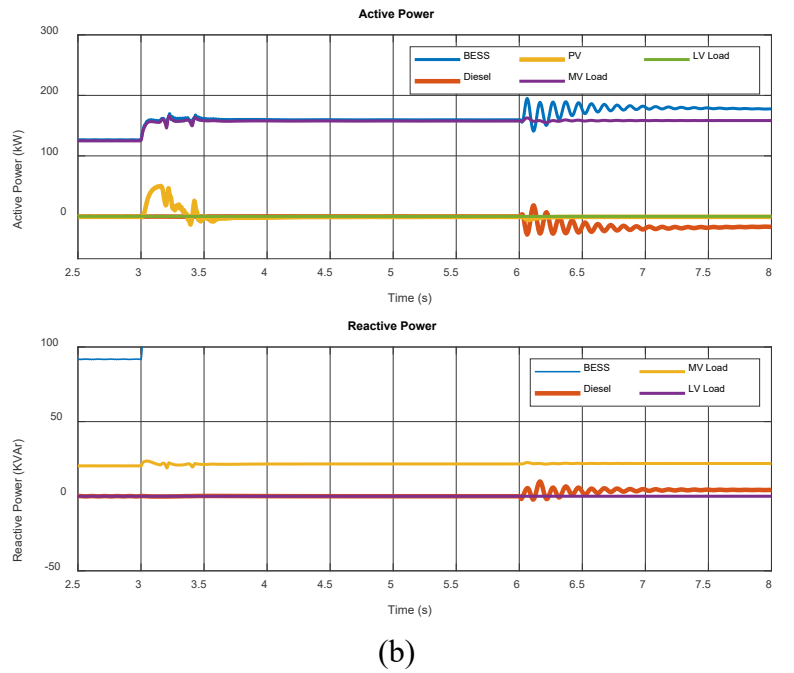 Active Power
300
200
100
0
Active Power (kW)
BESS PV LV Load
Diesel MV Load
2.5 3 3.5 4 4.5 5 5.5 6 6.5 7 7.5 8
Time (s)
Reactive Power
100
50
0
-50
Reactive Power (KVAr)
BESS MV Load
Diesel LV Load
2.5 3 3.5 4 4.5 5 5.5 6 6.5 7 7.5 8
Time (s)
(b)